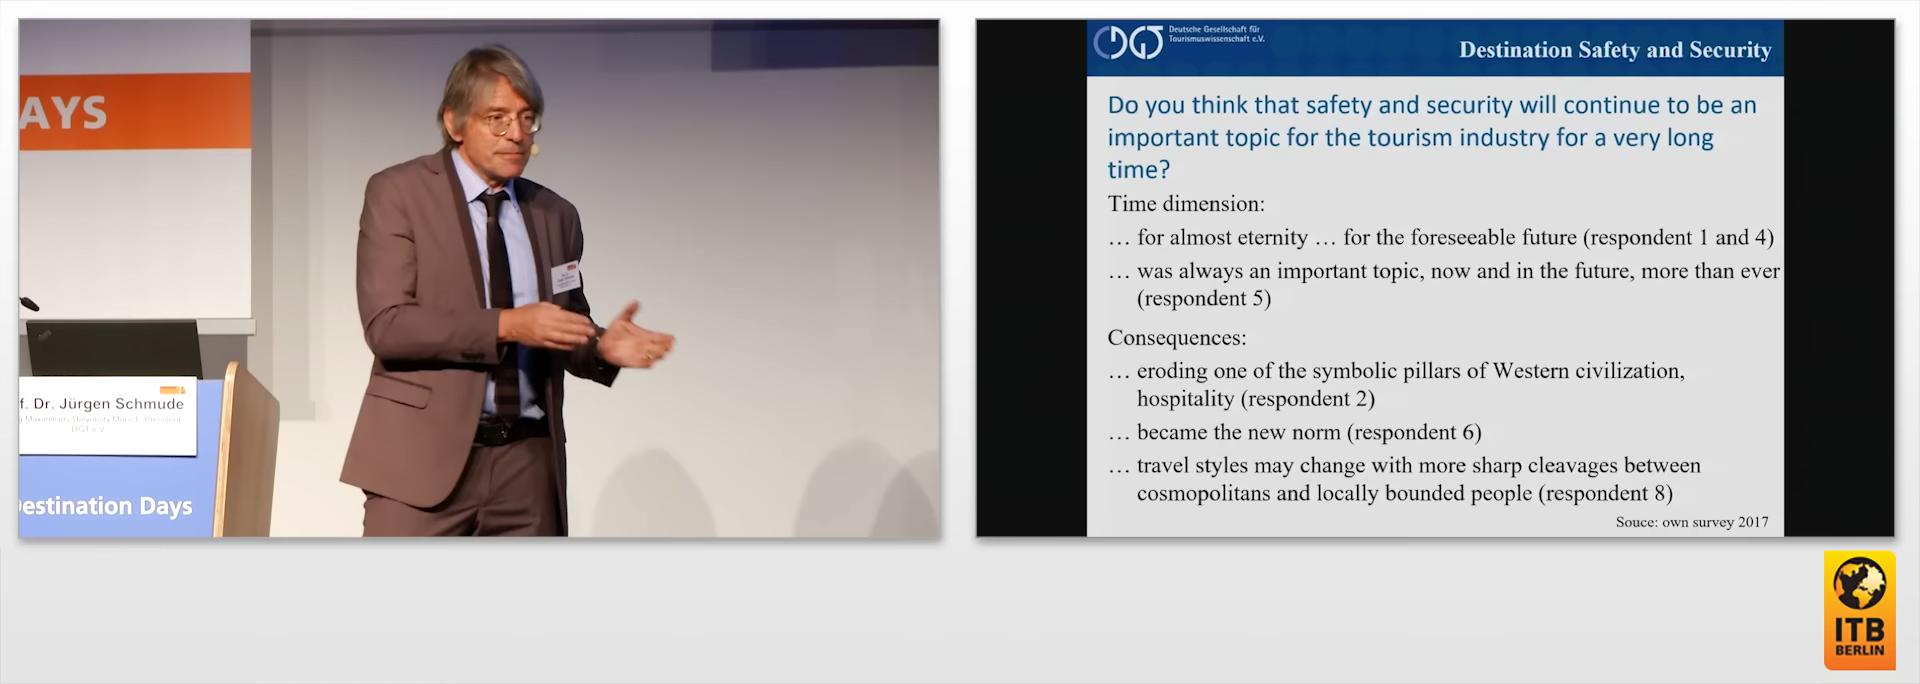 AYS
f. Dr. Jürgen Schmude
DGT e.V.
estination Days
DGT
Deutsche Gesellschaft für
Tourismuswissenschaft e.V.
Destination Safety and Security
Do you think that safety and security will continue to be an
important topic for the tourism industry for a very long
time?
Time dimension:
… for almost eternity … for the foreseeable future (respondent 1 and 4)
… was always an important topic, now and in the future, more than ever
(respondent 5)
Consequences:
… eroding one of the symbolic pillars of Western civilization,
hospitality (respondent 2)
… became the new norm (respondent 6)
… travel styles may change with more sharp cleavages between
cosmopolitans and locally bounded people (respondent 8)
Souce: own survey 2017
ITB
BERLIN